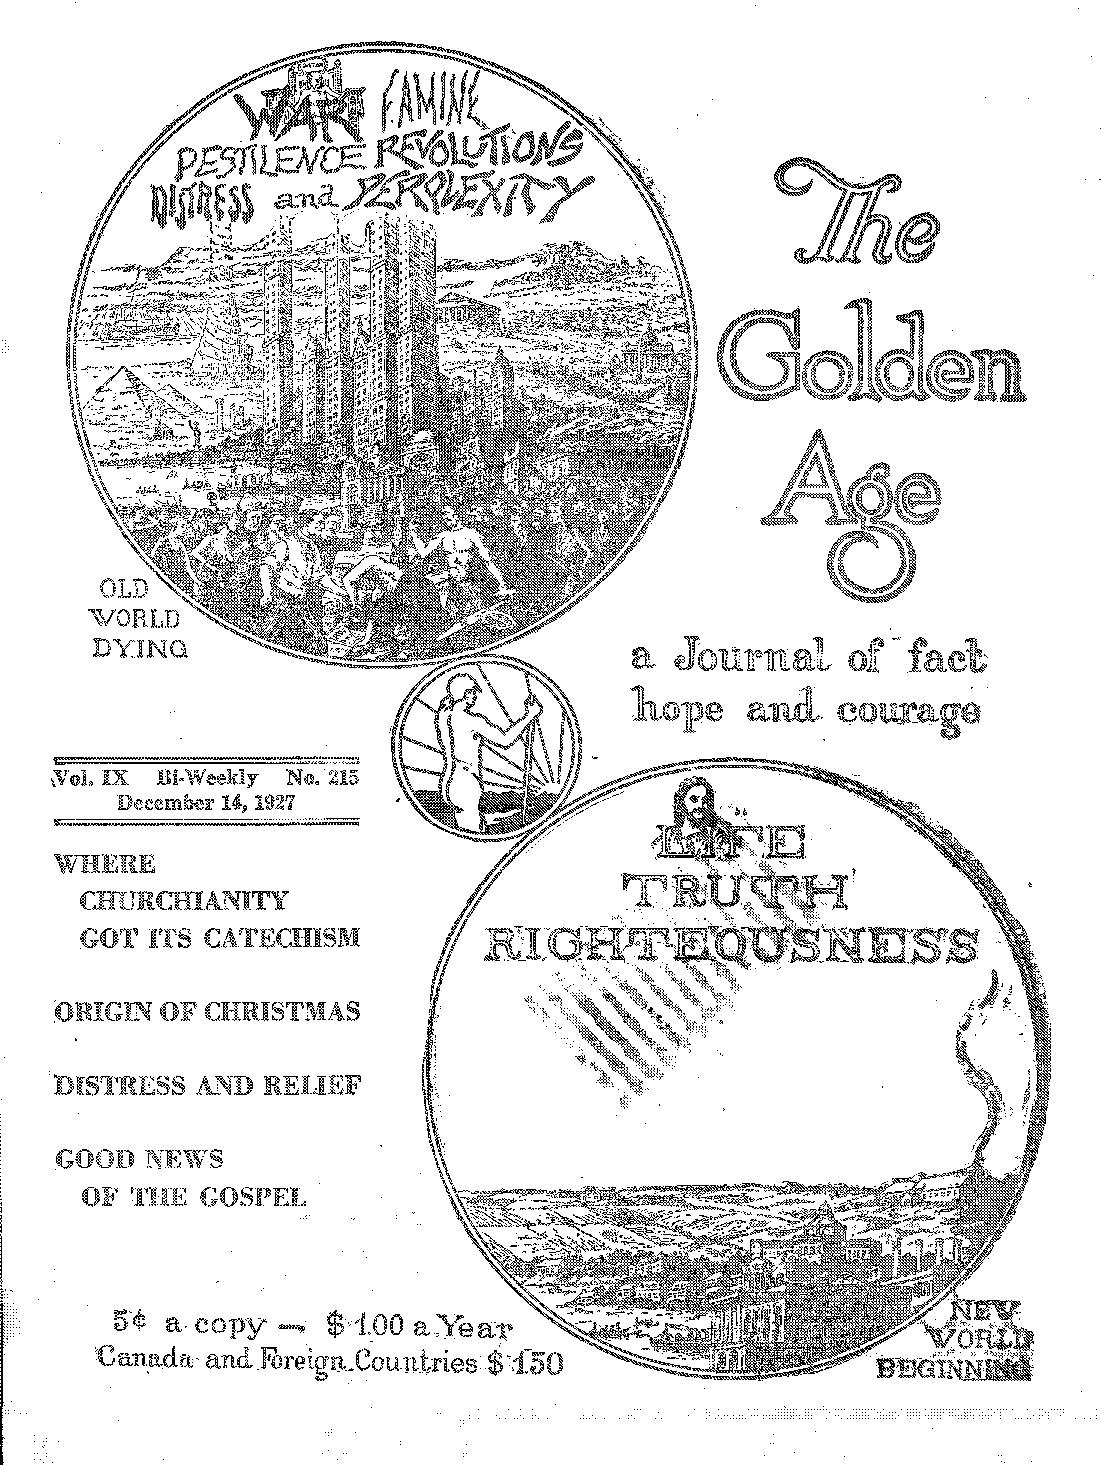 WAR FAMINE
PESTILENCE REVOLUTIONS
DISTRESS and PERPLEXITY
The
Golden
Age
OLD
WORLD
DYING
a Journal of fact
hope and courage
Vol. IX Bi-Weekly No. 215
December 14, 1927
WHERE
CHURCHIANITY
GOT ITS CATECHISM
ORIGIN OF CHRISTMAS
DISTRESS AND RELIEF
GOOD NEWS
OF THE GOSPEL
LIFE
TRUTH
RIGHTEOUSNESS
5¢ a copy — $1.00 a Year
Canada and Foreign Countries $1.50
NEW
WORLD
BEGINNING